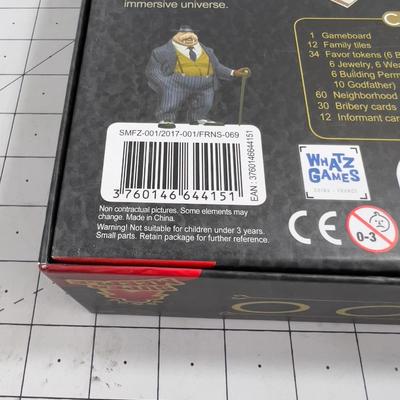 immersive universe.
C
1 Gameboard
12 Family tiles
34 Favor tokens (6 B
6 Jewelry, 6 Wea
6 Building Perm
10 Godfather)
60 Neighborhood
30 Bribery cards
12 Informant car
SMFZ-001/2017-001/FRNS-069
3 760146 644151
EAN : 3760146644151
Non contractual pictures. Some elements may
change. Made in China.
Warning! Not suitable for children under 3 years.
Small parts. Retain package for further reference.
WHATZ
GAMES
CE
0-3